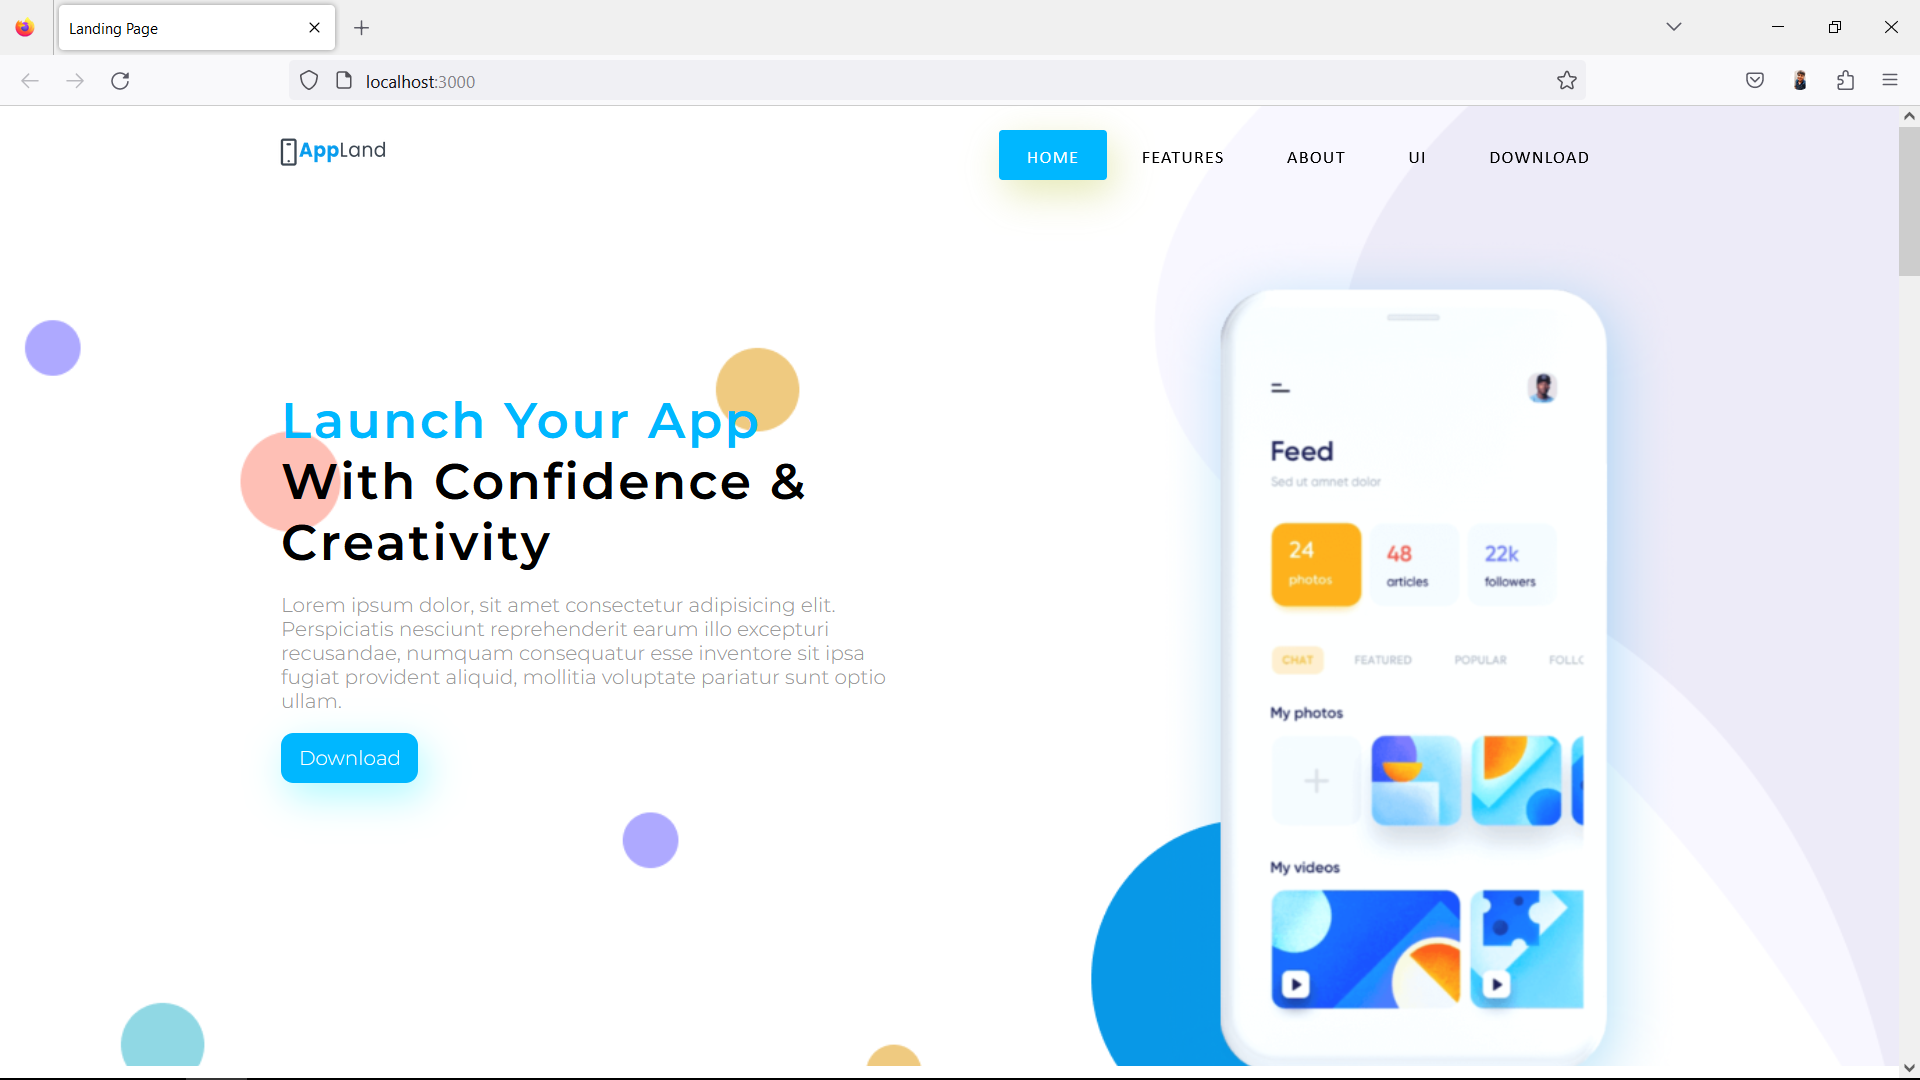 Landing Page
localhost:3000
AppLand
HOME
FEATURES
ABOUT
UI
DOWNLOAD
Launch Your App
With Confidence &
Creativity
Lorem ipsum dolor, sit amet consectetur adipisicing elit.
Perspiciatis nesciunt reprehenderit earum illo excepturi
recusandae, numquam consequatur esse inventore sit ipsa
fugiat provident aliquid, mollitia voluptate pariatur sunt optio
ullam.
Download
Feed
Sed ut amnet dolor
24
photos
48
articles
22k
followers
CHAT
FEATURED
POPULAR
FOLLC
My photos
My videos